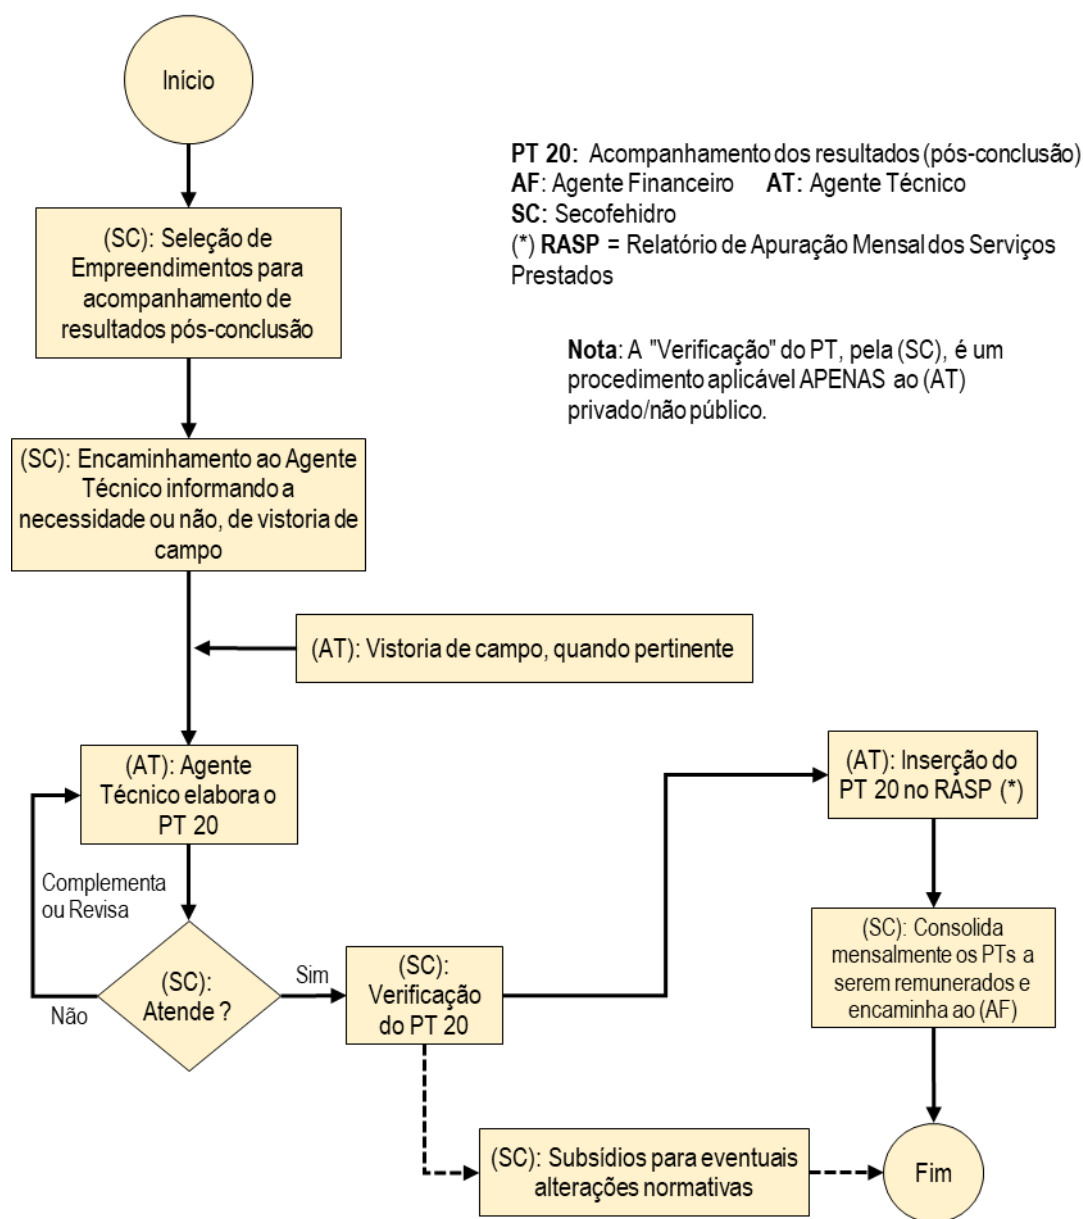 Início
PT 20: Acompanhamento dos resultados (pós-conclusão)
AF: Agente Financeiro AT: Agente Técnico
SC: Secofehidro
(*) RASP = Relatório de Apuração Mensal dos Serviços
Prestados
(SC): Seleção de
Empreendimentos para
acompanhamento de
resultados pós-conclusão
Nota: A "Verificação" do PT, pela (SC), é um
procedimento aplicável APENAS ao (AT)
privado/não público.
(SC): Encaminhamento ao Agente
Técnico informando a
necessidade ou não, de vistoria de
campo
(AT): Vistoria de campo, quando pertinente
(AT): Agente
Técnico elabora o
PT 20
Complementa
ou Revisa
(SC):
Atende ?
Não
Sim
(SC):
Verificação
do PT 20
(AT): Inserção do
PT 20 no RASP (*)
(SC): Consolida
mensalmente os PTs a
serem remunerados e
encaminha ao (AF)
(SC): Subsídios para eventuais
alterações normativas
Fim